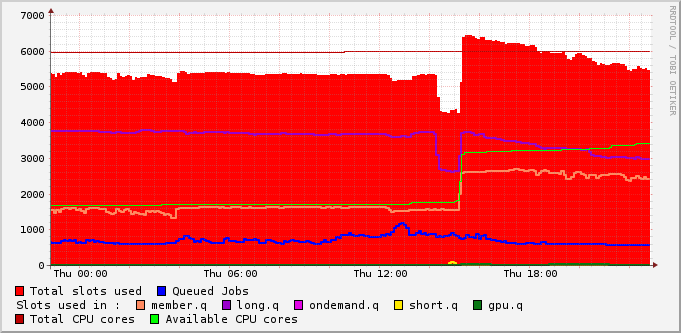 7000
6000
5000
4000
3000
2000
1000
0
Thu 00:00 Thu 06:00 Thu 12:00 Thu 18:00
RRDTOOL / TOBI OETIKER
Total slots used Queued Jobs
Slots used in : member.q long.q ondemand.q short.q gpu.q
Total CPU cores Available CPU cores